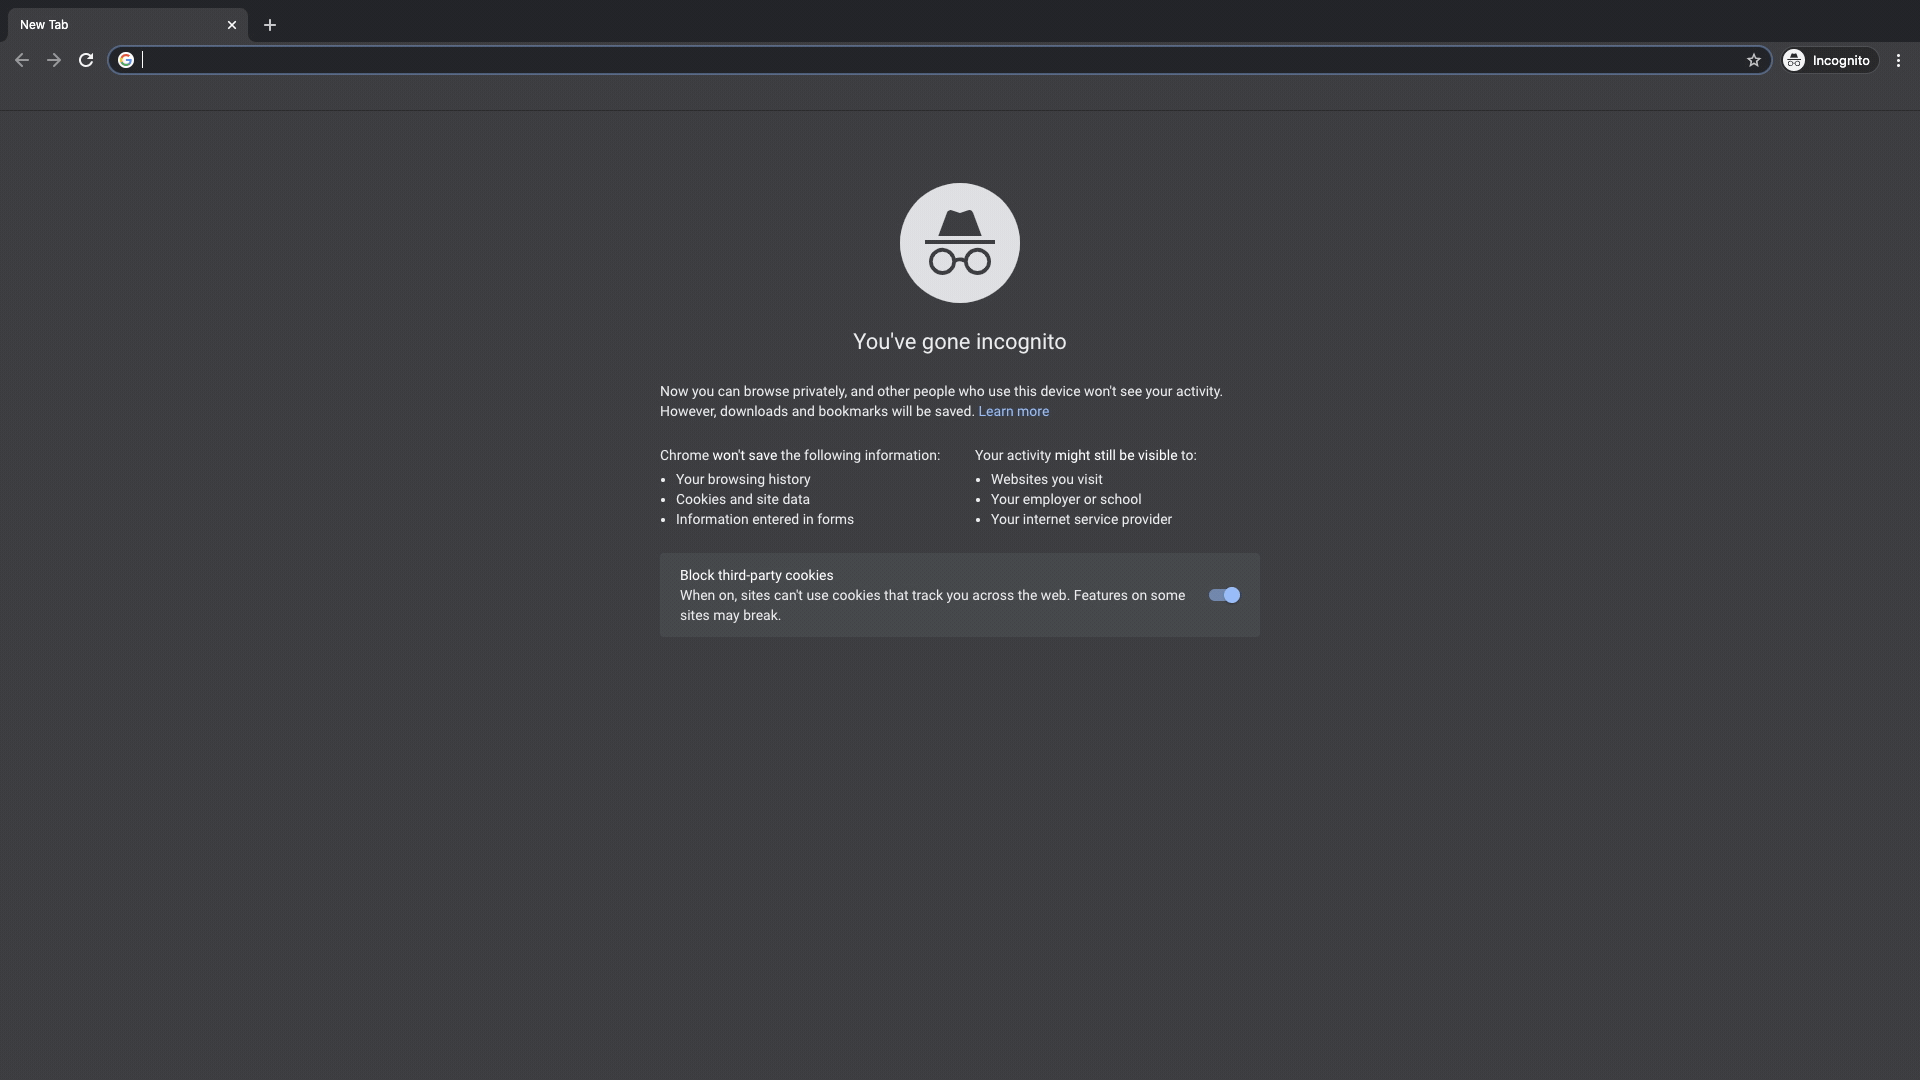 New Tab
Incognito
You've gone incognito
Now you can browse privately, and other people who use this device won't see your activity.
However, downloads and bookmarks will be saved. Learn more
Chrome won't save the following information:
Your browsing history
Cookies and site data
Information entered in forms
Your activity might still be visible to:
Websites you visit
Your employer or school
Your internet service provider
Block third-party cookies
When on, sites can't use cookies that track you across the web. Features on some
sites may break.